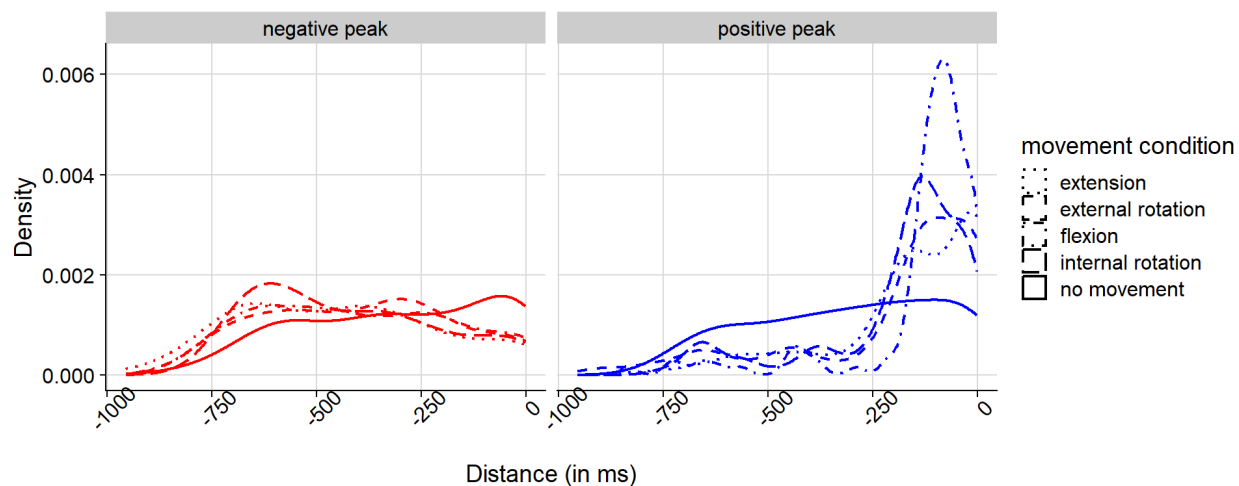 negative peak
positive peak
0.006
0.004
0.002
0.000
Density
-1000
-750
-500
-250
0
-1000
-750
-500
-250
0
Distance (in ms)
movement condition
extension
external rotation
flexion
internal rotation
no movement